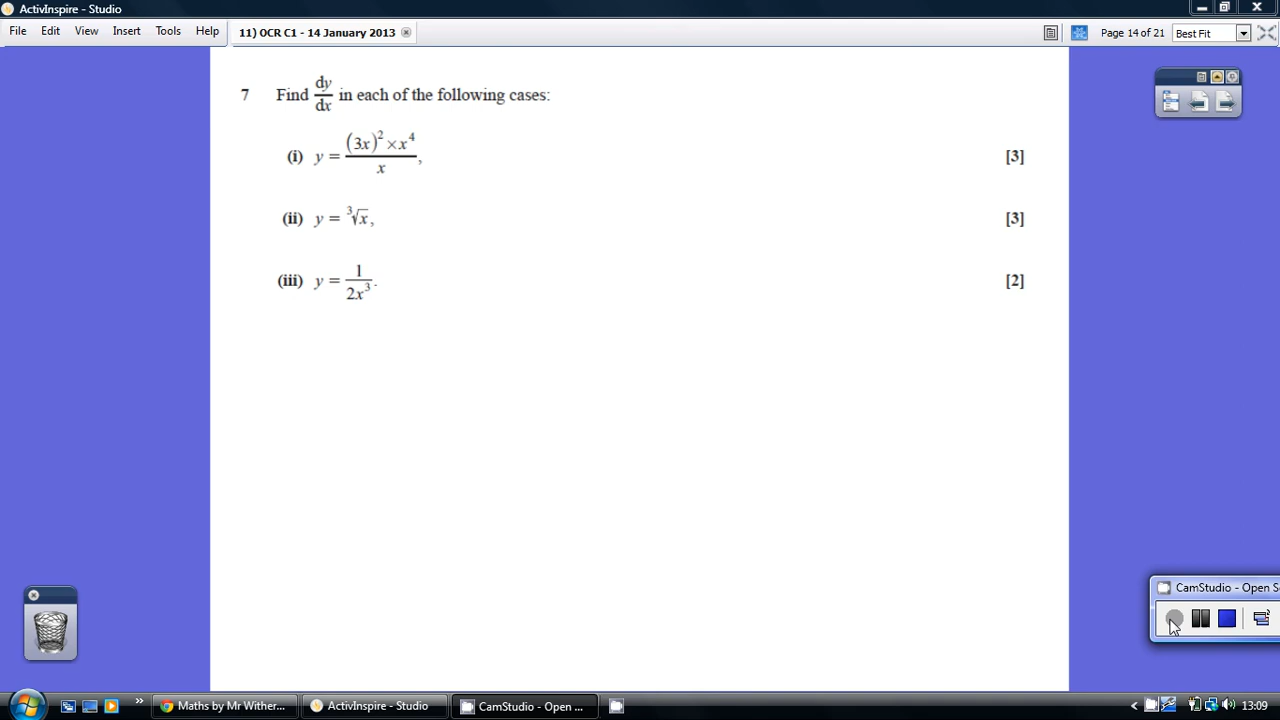 ActivInspire - Studio
File Edit View Insert Tools Help
11) OCR C1 - 14 January 2013
Page 14 of 21 Best Fit
7 Find dy/dx in each of the following cases:
(i) y = (3x)² × x⁴ / x, [3]
(ii) y = ³√x, [3]
(iii) y = 1 / 2x³. [2]
CamStudio - Open S
Maths by Mr Wither... ActivInspire - Studio CamStudio - Open ... 13:09